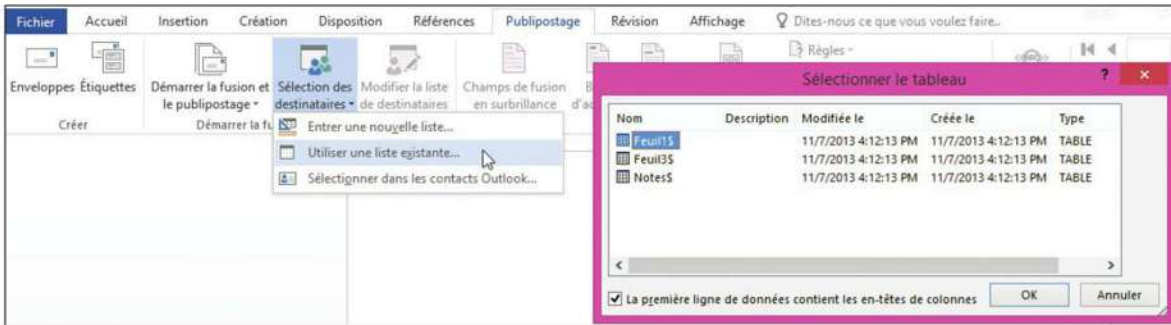 Fichier Accueil Insertion Création Disposition Références Publipostage Révision Affichage Dites-nous ce que vous voulez faire...
Règles
Enveloppes Étiquettes Démarrer la fusion et Sélection des Modifier la liste Champs de fusion
le publipostage destinataires de destinataires en surbrillance d'a
Créer Démarrer la fu
Entrer une nouvelle liste...
Utiliser une liste existante...
Sélectionner dans les contacts Outlook...
Sélectionner le tableau ? ×
Nom Description Modifiée le Créée le Type
Feuil1$ 11/7/2013 4:12:13 PM 11/7/2013 4:12:13 PM TABLE
Feuil3$ 11/7/2013 4:12:13 PM 11/7/2013 4:12:13 PM TABLE
Notes$ 11/7/2013 4:12:13 PM 11/7/2013 4:12:13 PM TABLE
La première ligne de données contient les en-têtes de colonnes OK Annuler